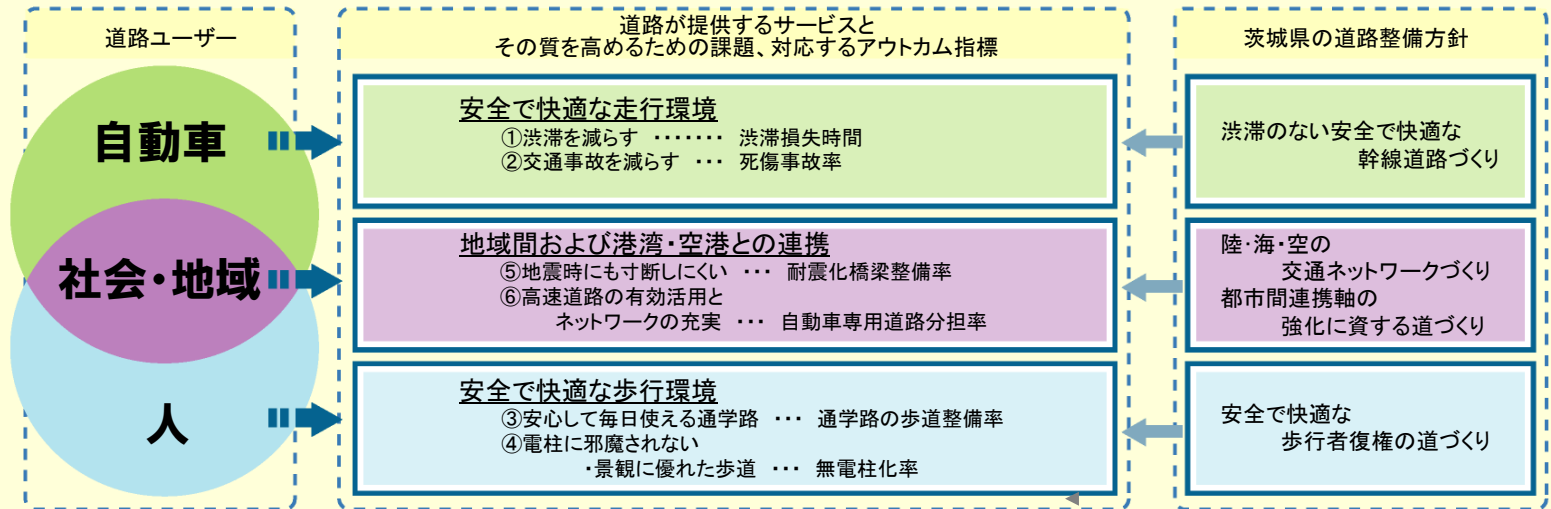 道路ユーザー
自動車
社会・地域
人
道路が提供するサービスと
その質を高めるための課題、対応するアウトカム指標
安全で快適な走行環境
①渋滞を減らす ・・・・・・・ 渋滞損失時間
②交通事故を減らす ・・・ 死傷事故率
地域間および港湾・空港との連携
⑤地震時にも寸断しにくい ・・・ 耐震化橋梁整備率
⑥高速道路の有効活用と
ネットワークの充実 ・・・ 自動車専用道路分担率
安全で快適な歩行環境
③安心して毎日使える通学路 ・・・ 通学路の歩道整備率
④電柱に邪魔されない
・景観に優れた歩道 ・・・ 無電柱化率
茨城県の道路整備方針
渋滞のない安全で快適な
幹線道路づくり
陸・海・空の
交通ネットワークづくり
都市間連携軸の
強化に資する道づくり
安全で快適な
歩行者復権の道づくり